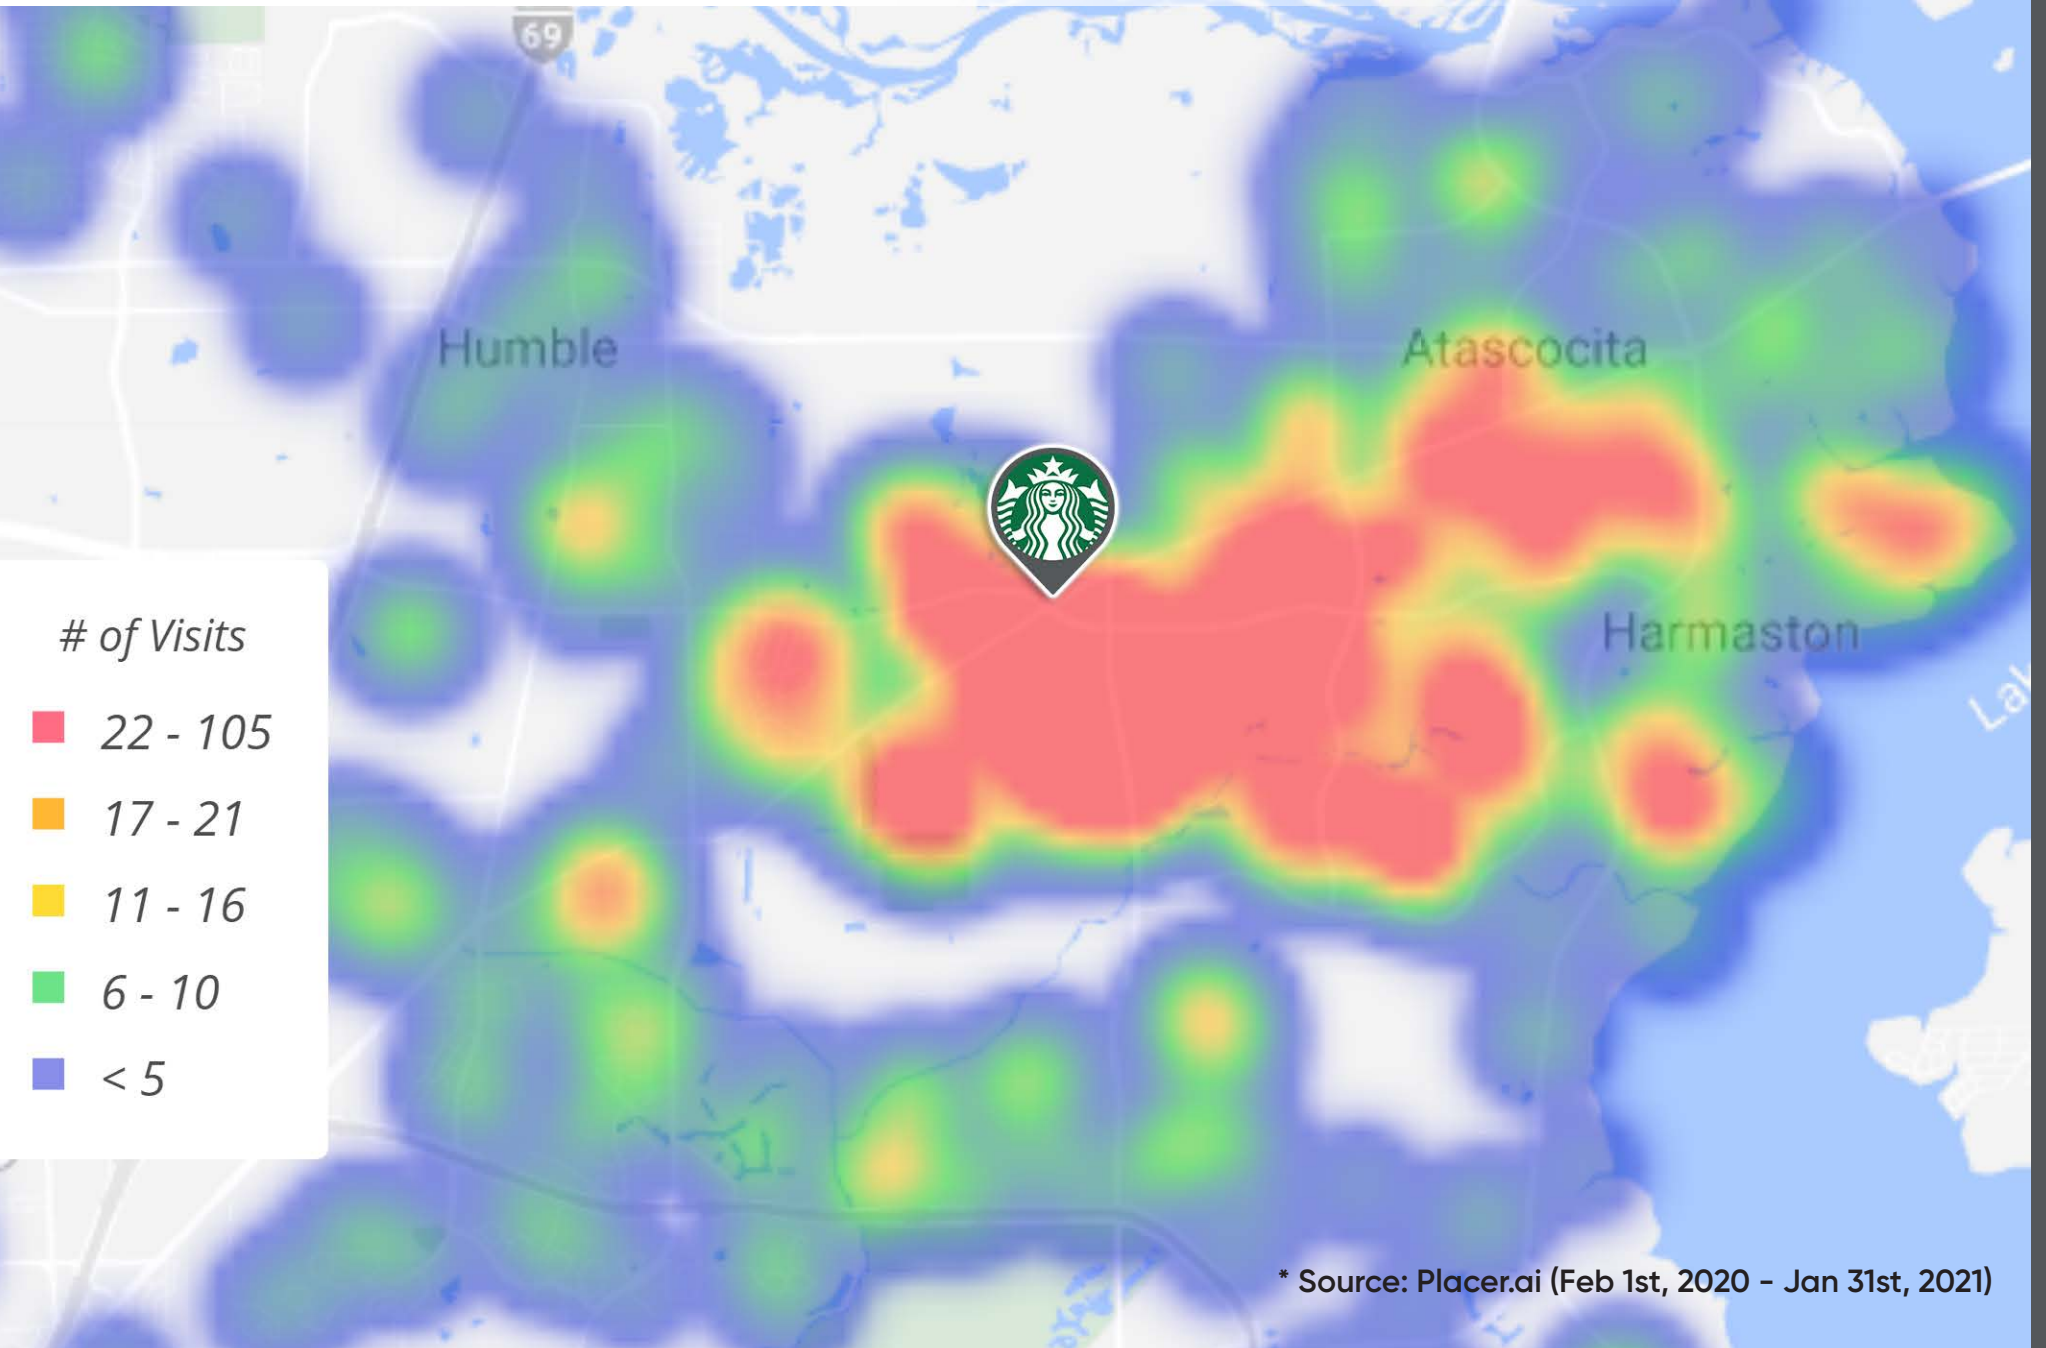 69
Humble
Atascocita
Harmaston
# of Visits
22 - 105
17 - 21
11 - 16
6 - 10
< 5
* Source: Placer.ai (Feb 1st, 2020 - Jan 31st, 2021)